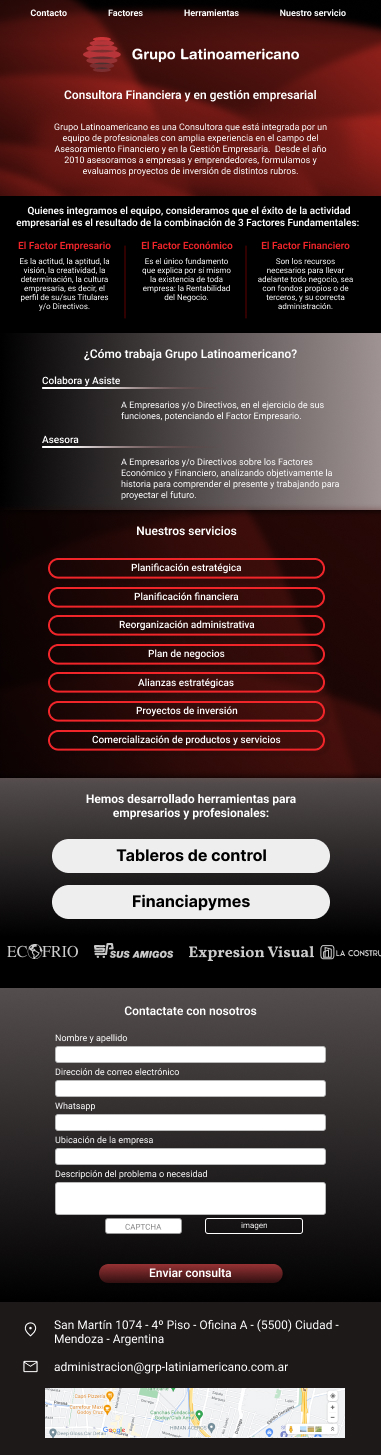 Contacto Factores Herramientas Nuestro servicio
Grupo Latinoamericano
Consultora Financiera y en gestión empresarial
Grupo Latinoamericano es una Consultora que está integrada por un
equipo de profesionales con amplia experiencia en el campo del
Asesoramiento Financiero y en la Gestión Empresaria. Desde el año
2010 asesoramos a empresas y emprendedores, formulamos y
evaluamos proyectos de inversión de distintos rubros.
Quienes integramos el equipo, consideramos que el éxito de la actividad
empresarial es el resultado de la combinación de 3 Factores Fundamentales:
El Factor Empresario
Es la actitud, la aptitud, la
visión, la creatividad, la
determinación, la cultura
empresaria, es decir, el
perfil de su/sus Titulares
y/o Directivos.
El Factor Económico
Es el único fundamento
que explica por sí mismo
la existencia de toda
empresa: la Rentabilidad
del Negocio.
El Factor Financiero
Son los recursos
necesarios para llevar
adelante todo negocio, sea
con fondos propios o de
terceros, y su correcta
administración.
¿Cómo trabaja Grupo Latinoamericano?
Colabora y Asiste
A Empresarios y/o Directivos, en el ejercicio de sus
funciones, potenciando el Factor Empresario.
Asesora
A Empresarios y/o Directivos sobre los Factores
Económico y Financiero, analizando objetivamente la
historia para comprender el presente y trabajando para
proyectar el futuro.
Nuestros servicios
Planificación estratégica
Planificación financiera
Reorganización administrativa
Plan de negocios
Alianzas estratégicas
Proyectos de inversión
Comercialización de productos y servicios
Hemos desarrollado herramientas para
empresarios y profesionales:
Tableros de control
Financiapymes
ECOFRIO SUS AMIGOS Expresion Visual LA CONSTRU
Contactate con nosotros
Nombre y apellido
Dirección de correo electrónico
Whatsapp
Ubicación de la empresa
Descripción del problema o necesidad
CAPTCHA imagen
Enviar consulta
San Martín 1074 - 4º Piso - Oficina A - (5500) Ciudad -
Mendoza - Argentina
administracion@grp-latiniamericano.com.ar
Google